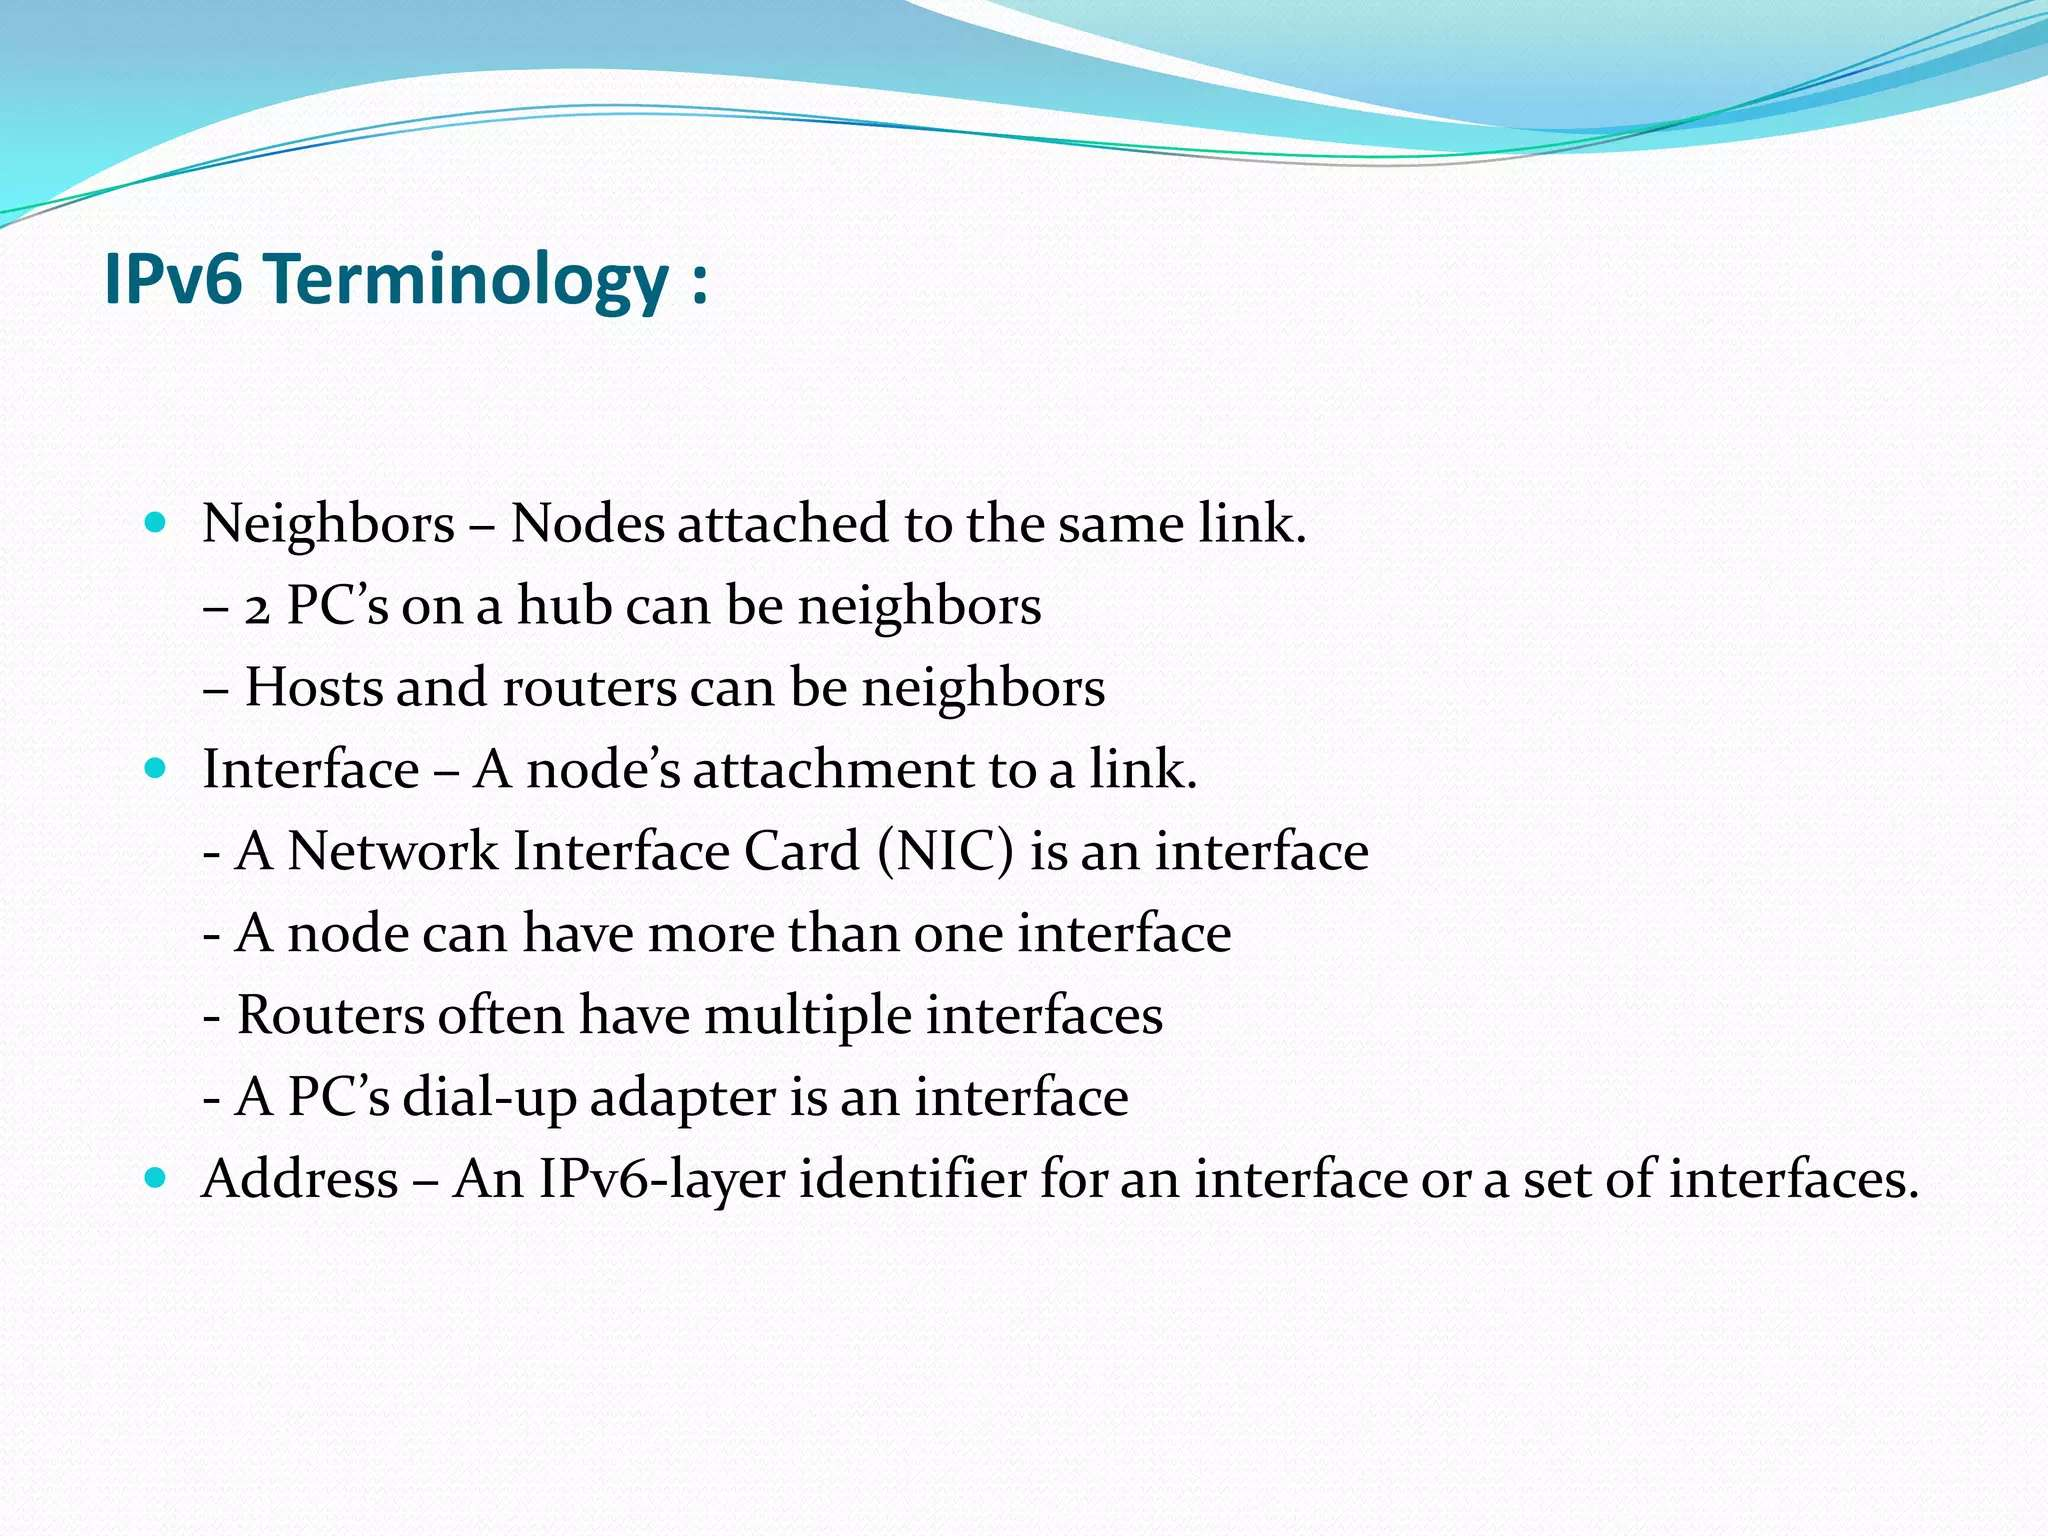 IPv6 Terminology :
• Neighbors – Nodes attached to the same link.
– 2 PC’s on a hub can be neighbors
– Hosts and routers can be neighbors
• Interface – A node’s attachment to a link.
- A Network Interface Card (NIC) is an interface
- A node can have more than one interface
- Routers often have multiple interfaces
- A PC’s dial-up adapter is an interface
• Address – An IPv6-layer identifier for an interface or a set of interfaces.